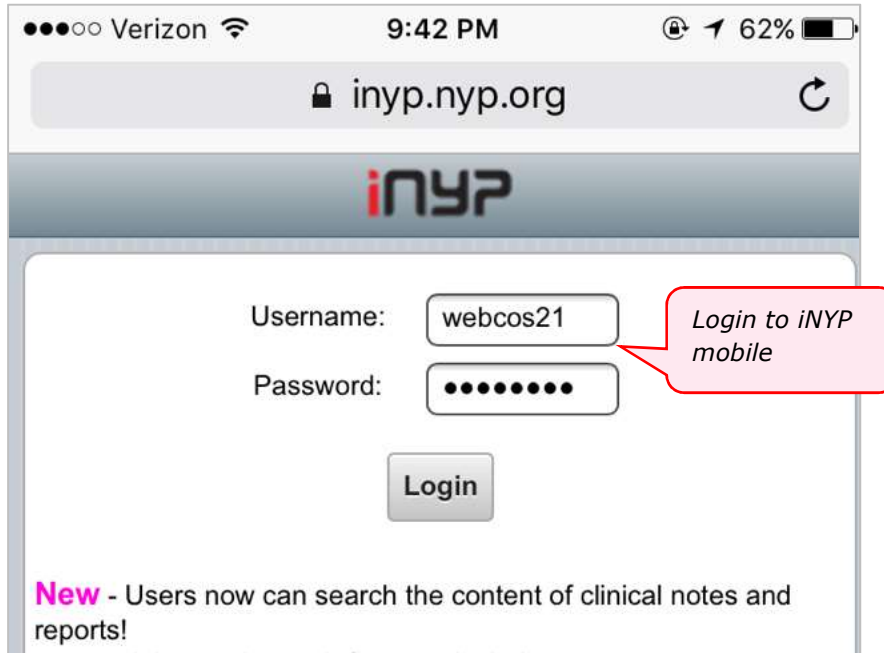 ●●●○○ Verizon 9:42 PM 62%
inyp.nyp.org
iNYP
Username: webcos21
Login to iNYP
mobile
Password: ●●●●●●●●
Login
New - Users now can search the content of clinical notes and
reports!